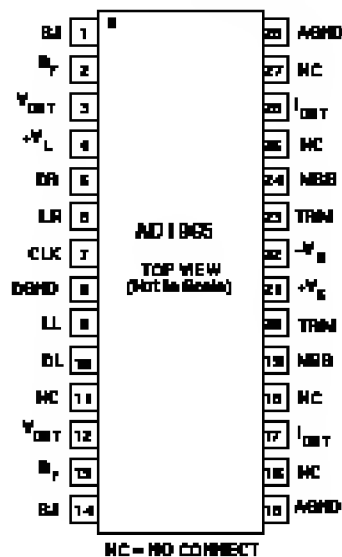 SJ 1 28 AGND
RF 2 27 NC
VOUT 3 26 IOUT
+VL 4 25 NC
DR 5 24 MSB
LR 6 23 TRIM
AD1865
CLK 7 22 -VS
TOP VIEW
(Not to Scale)
DGND 8 21 +VS
LL 9 20 TRIM
DL 10 19 MSB
NC 11 18 NC
VOUT 12 17 IOUT
RF 13 16 NC
SJ 14 15 AGND
NC = NO CONNECT